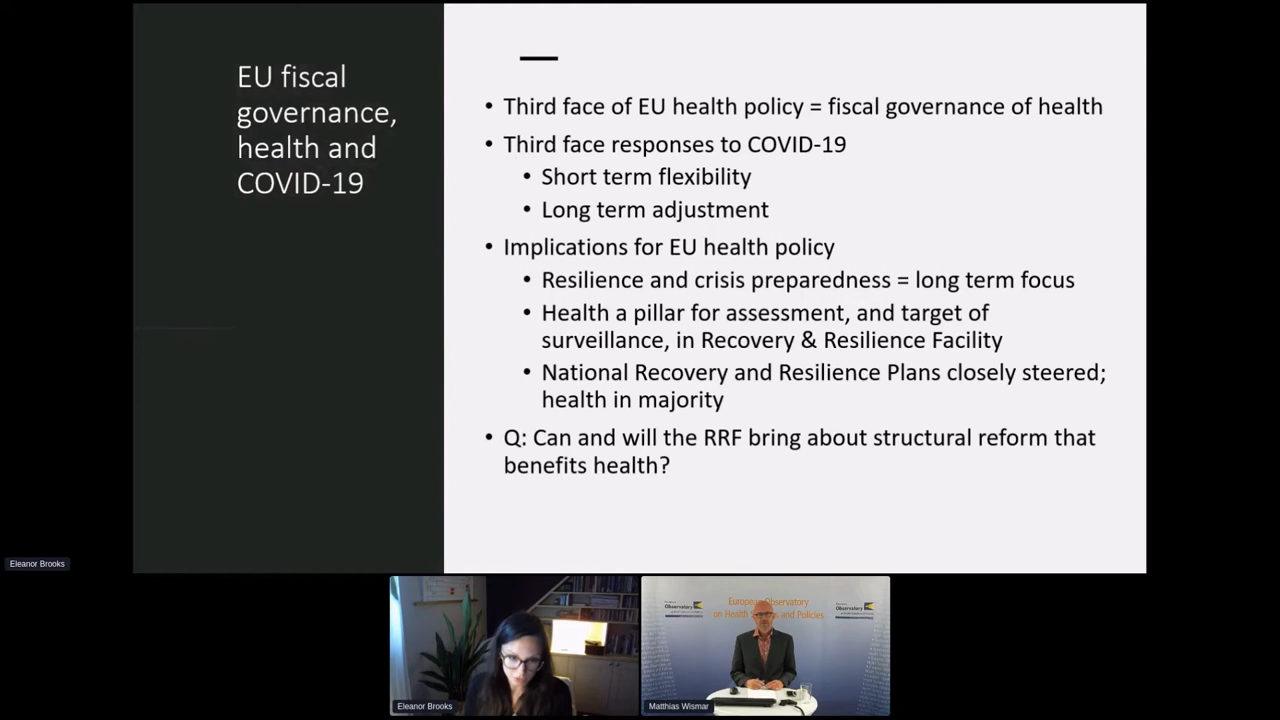 EU fiscal
governance,
health and
COVID-19
• Third face of EU health policy = fiscal governance of health
• Third face responses to COVID-19
• Short term flexibility
• Long term adjustment
• Implications for EU health policy
• Resilience and crisis preparedness = long term focus
• Health a pillar for assessment, and target of
surveillance, in Recovery & Resilience Facility
• National Recovery and Resilience Plans closely steered;
health in majority
• Q: Can and will the RRF bring about structural reform that
benefits health?
Eleanor Brooks
Eleanor Brooks
European Observatory
on Health Systems and Policies
Observatory
Observatory
Matthias Wismar